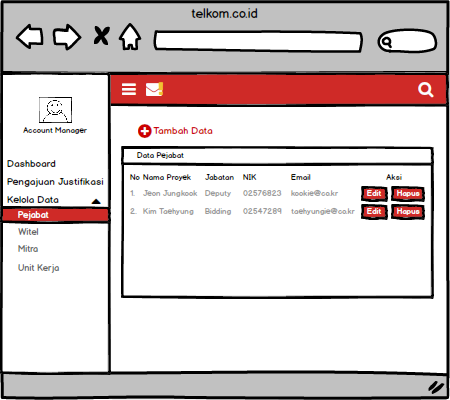 telkom.co.id
Account Manager
Dashboard
Pengajuan Justifikasi
Kelola Data
Pejabat
Witel
Mitra
Unit Kerja
Tambah Data
Data Pejabat
No Nama Proyek Jabatan NIK Email Aksi
1. Jeon Jungkook Deputy 02576823 kookie@co.kr Edit Hapus
2. Kim Taehyung Bidding 02547289 taehyungie@co.kr Edit Hapus